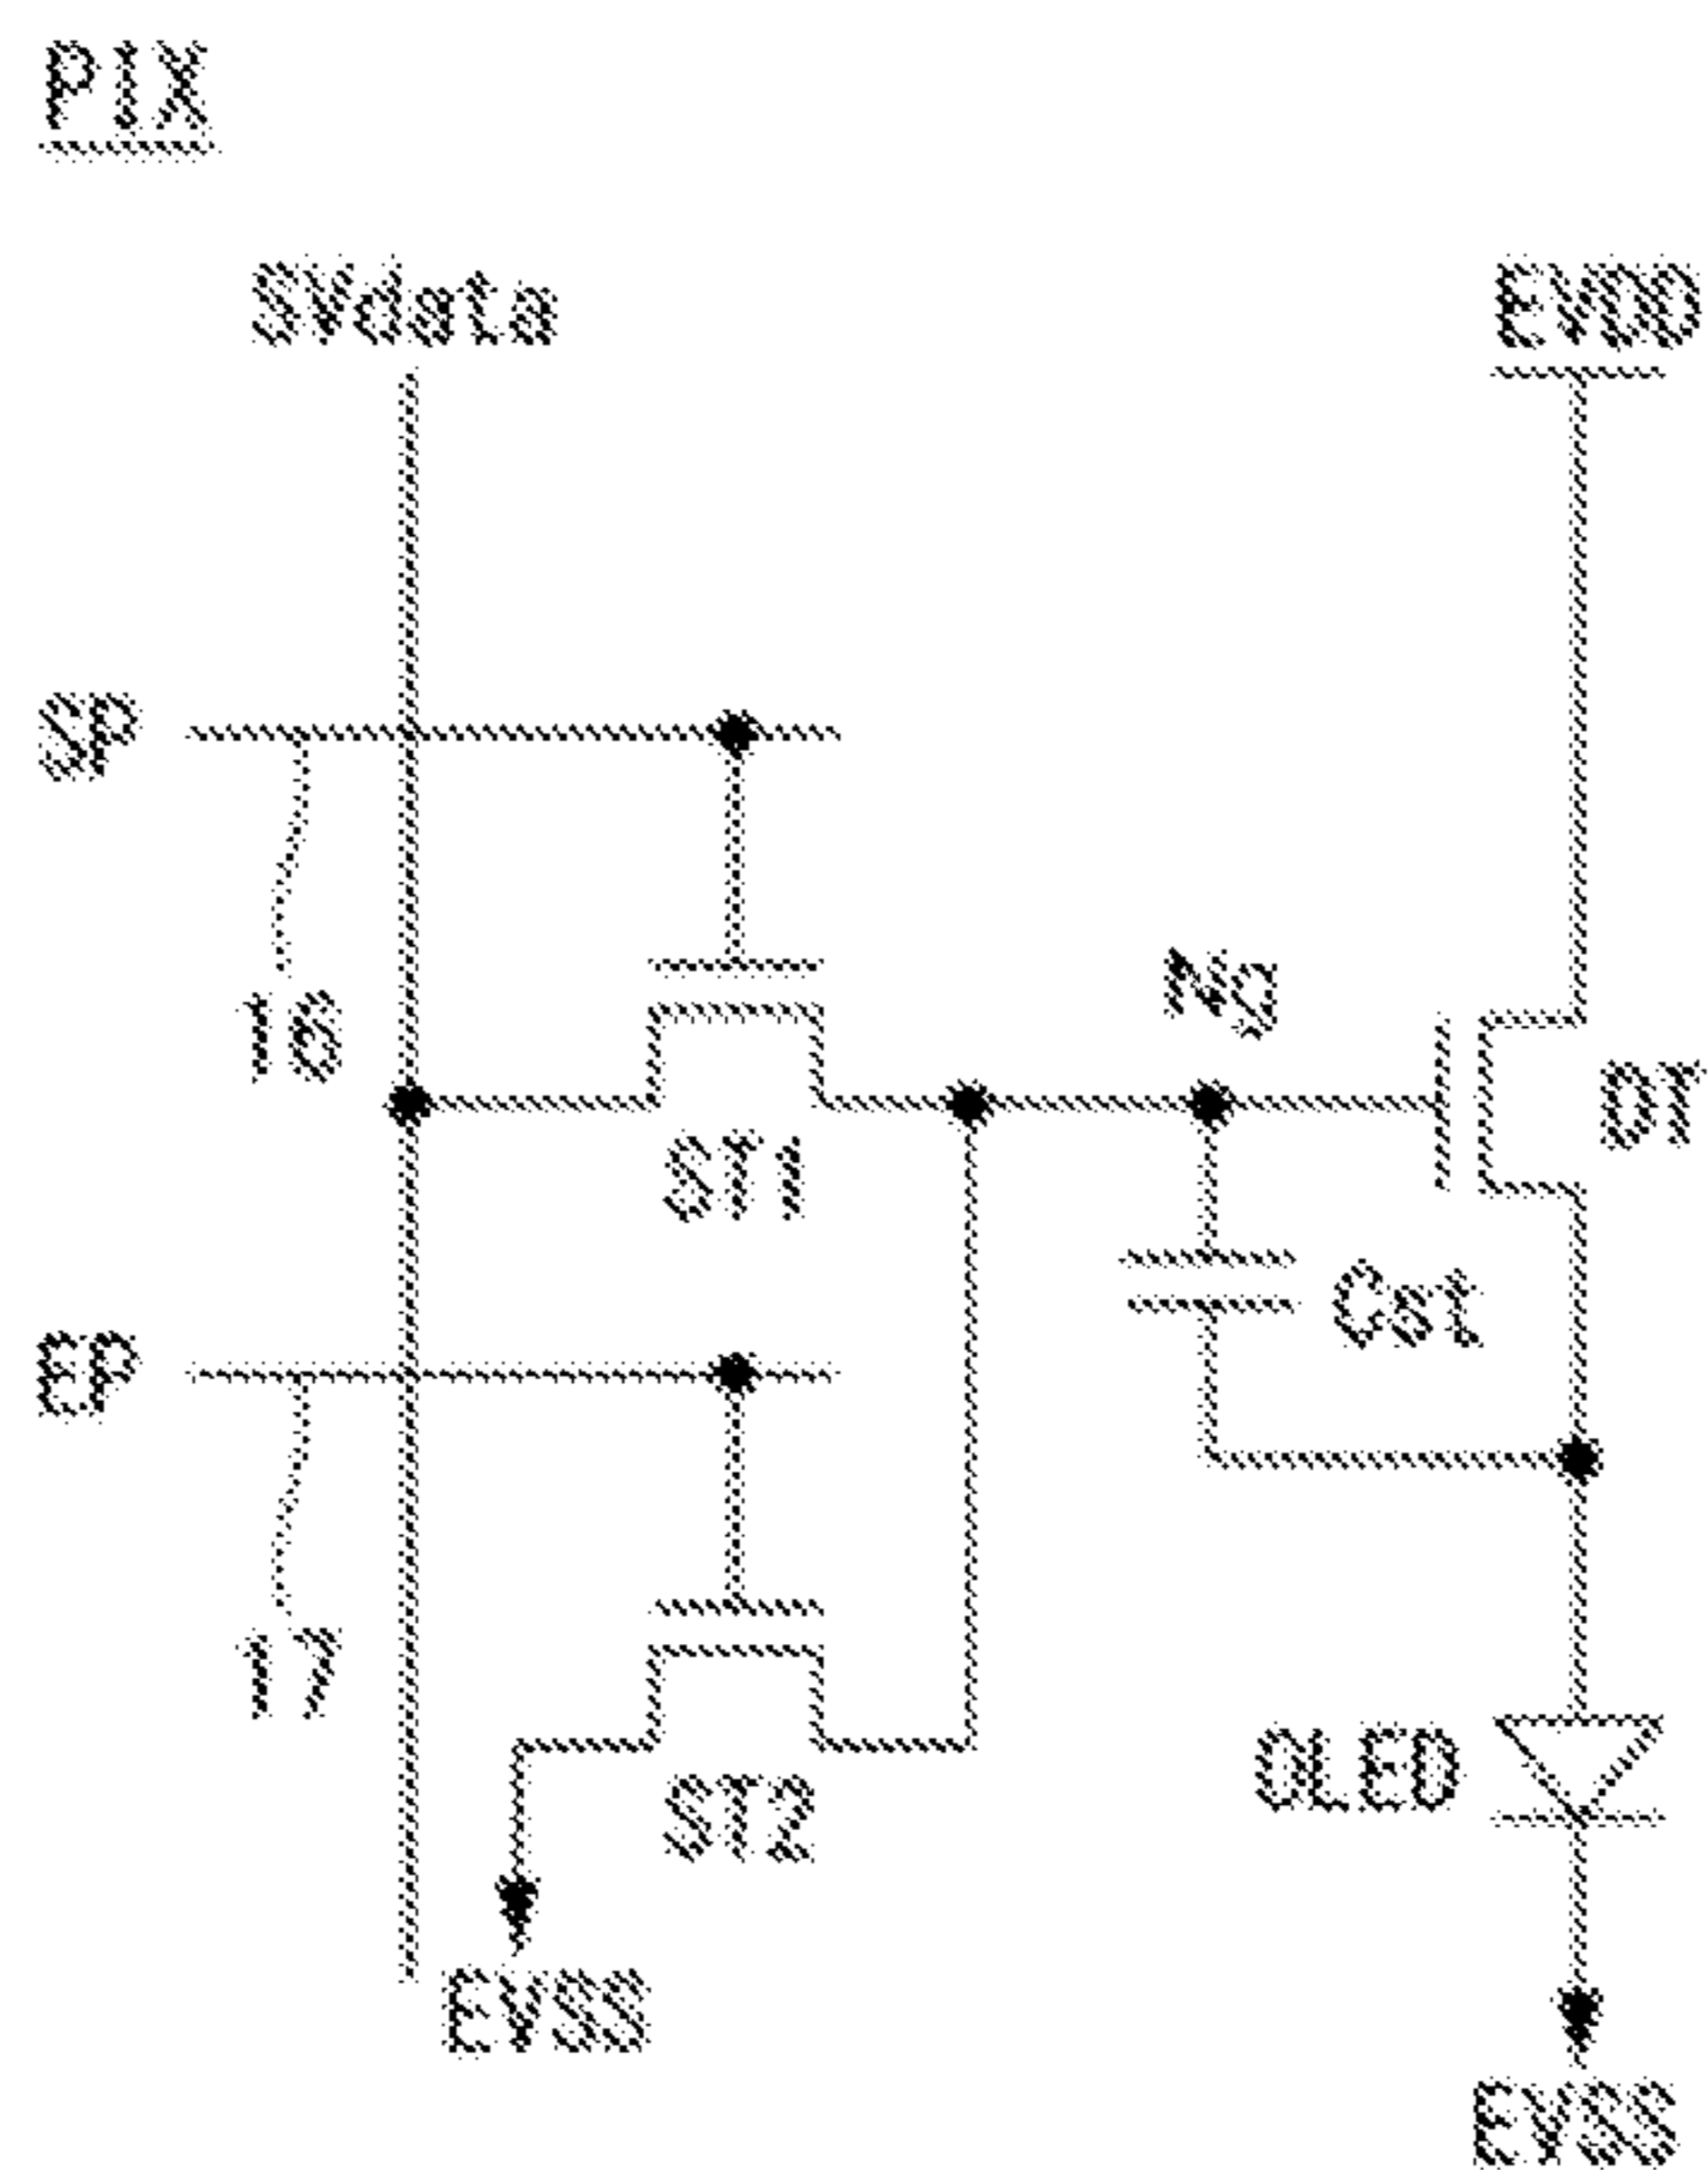 PIX
SVdata
EVDD
SP
16
Ng
DT
ST1
Cst
EP
17
OLED
ST2
EVSS
EVSS